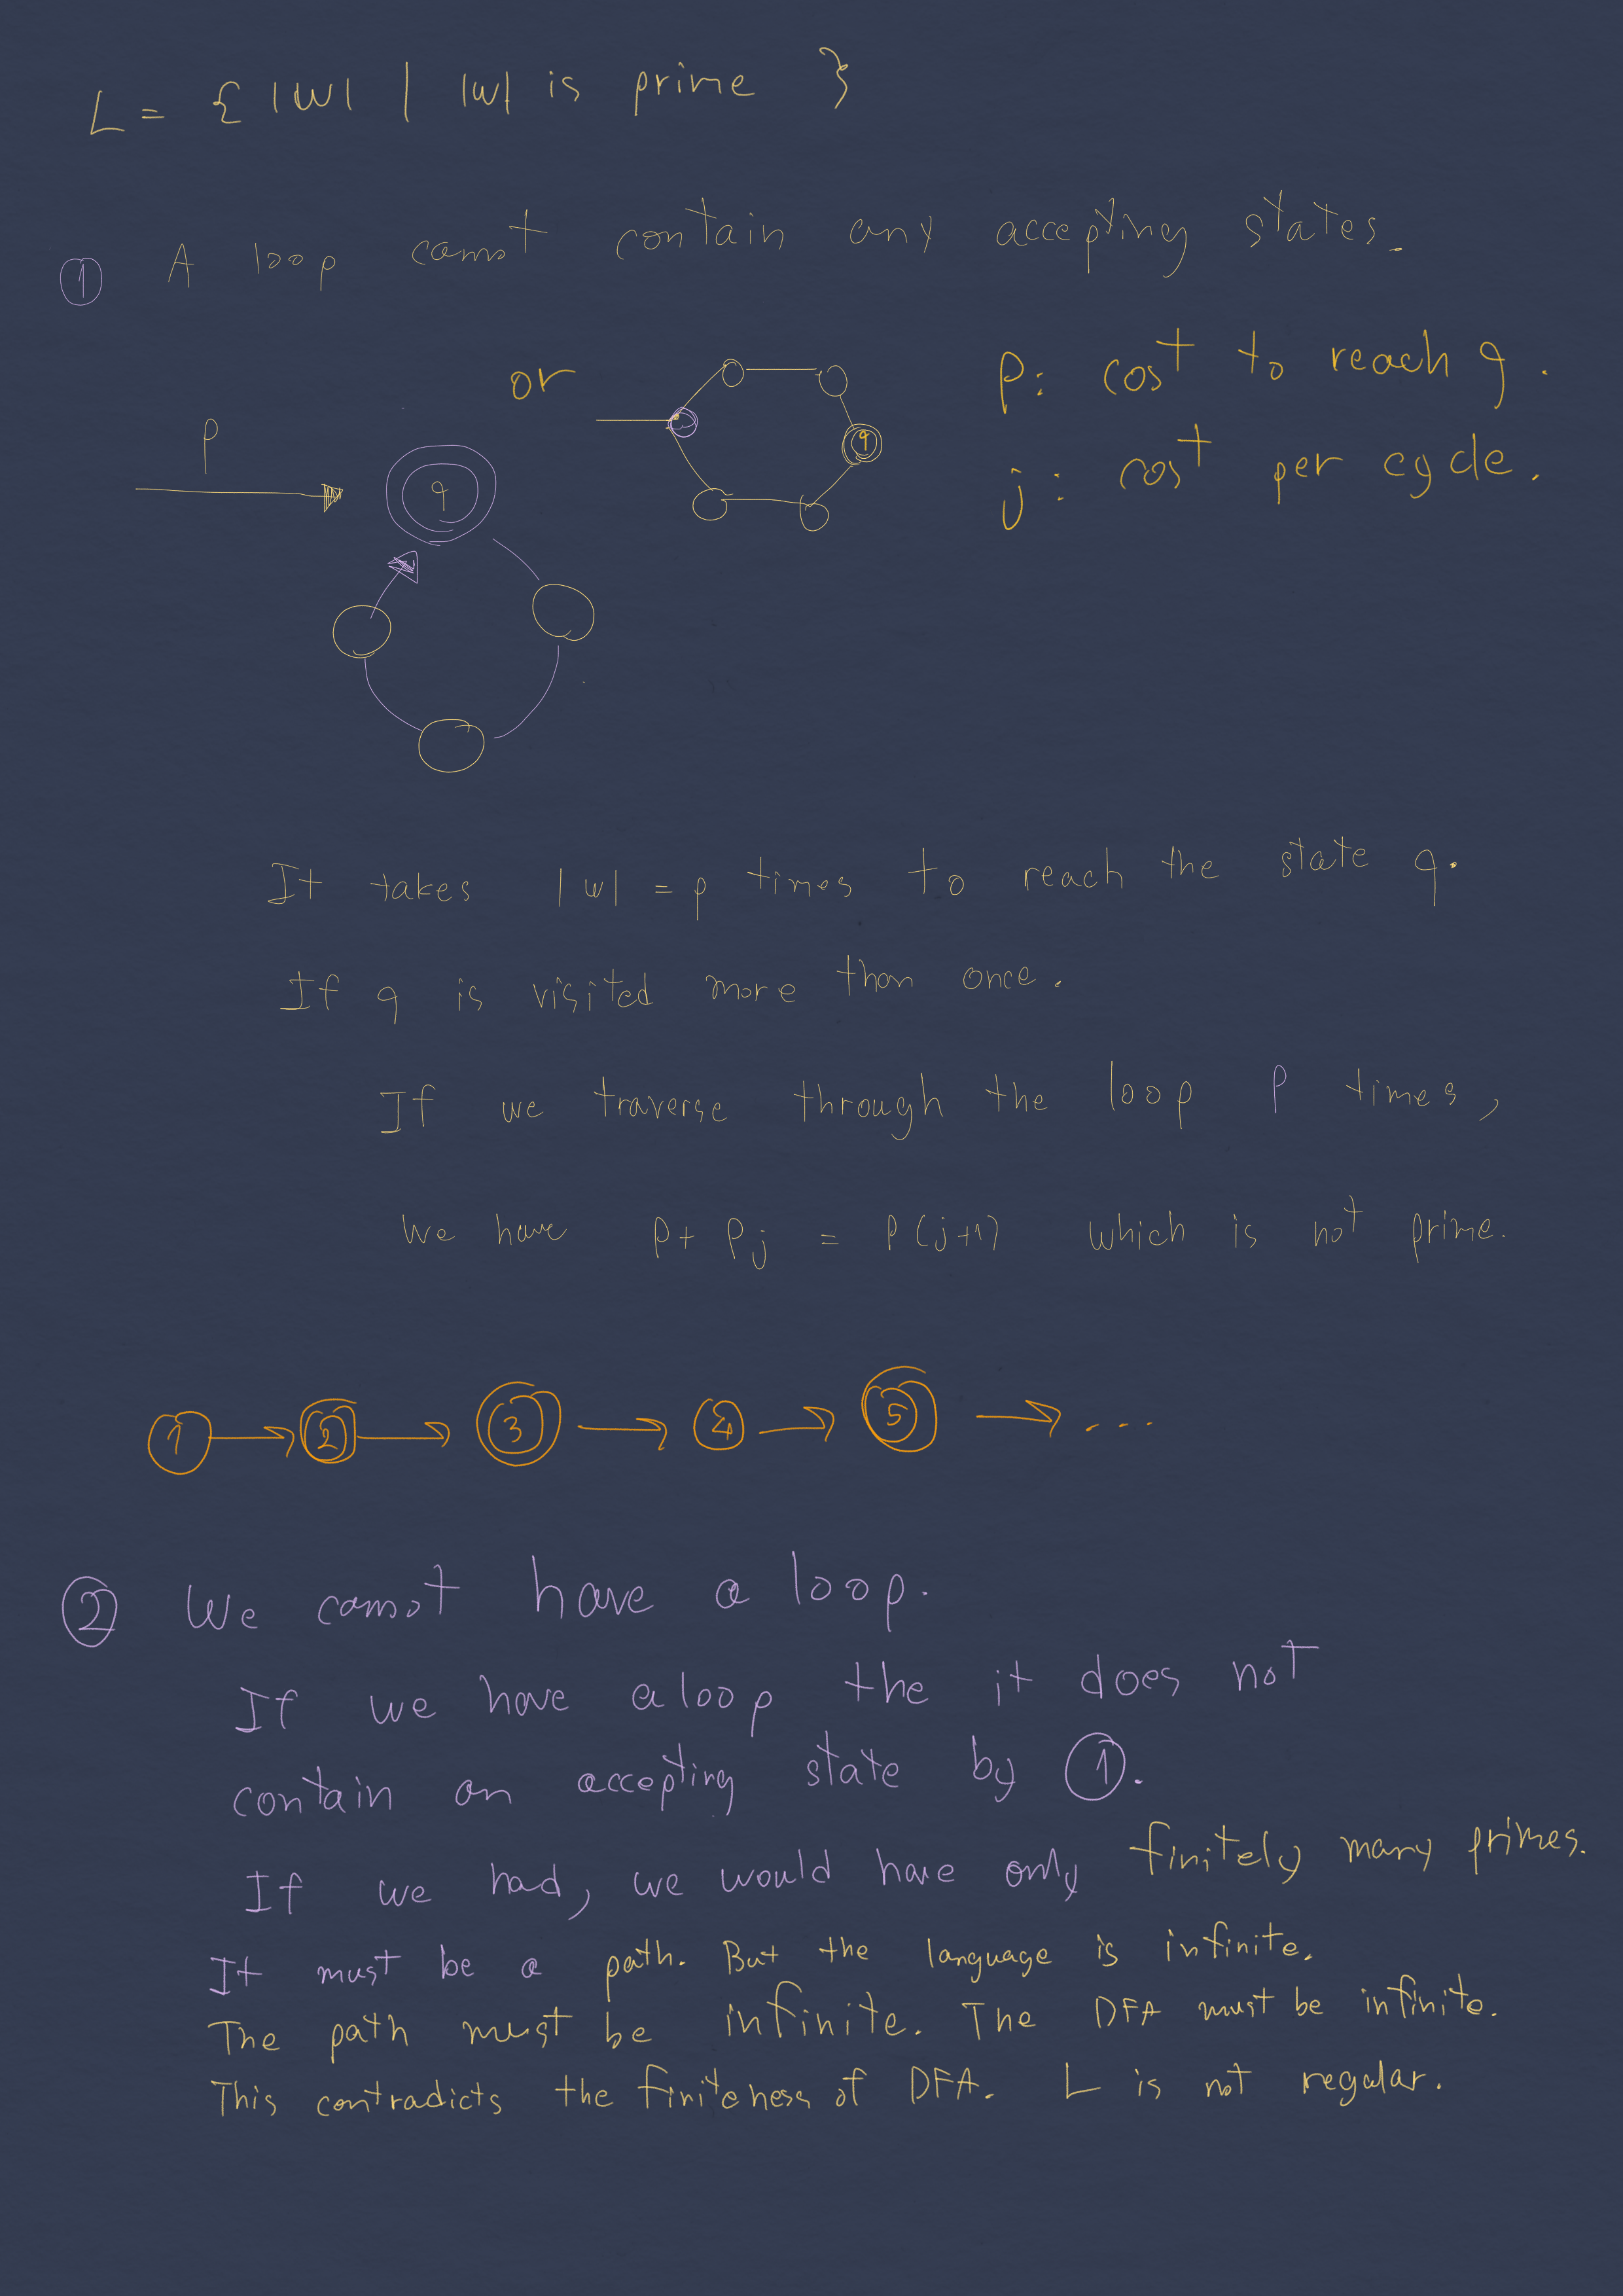 L = { |W| | |w| is prime }
① A loop cannot contain any accepting states.
or
p: cost to reach q.
p
q
q
j: cost per cycle.
It takes |w| = p times to reach the state q.
If q is visited more than once.
If we traverse through the loop P times,
We have P+ Pj = P(j+1) which is not prime.
1 2 3 4 5 ...
② We cannot have a loop.
If we have a loop the it does not
contain an accepting state by ①.
If we had, we would have only finitely many primes.
It must be a path. But the language is infinite.
The path must be infinite. The DFA must be infinite.
This contradicts the finiteness of DFA. L is not regular.